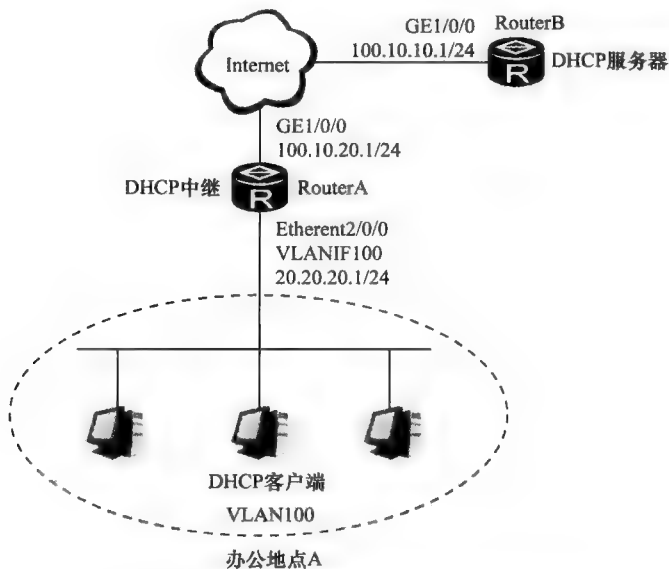 GE1/0/0
100.10.10.1/24
RouterB
R
DHCP服务器
Internet
GE1/0/0
100.10.20.1/24
DHCP中继
R
RouterA
Etherent2/0/0
VLANIF100
20.20.20.1/24
DHCP客户端
VLAN100
办公地点A